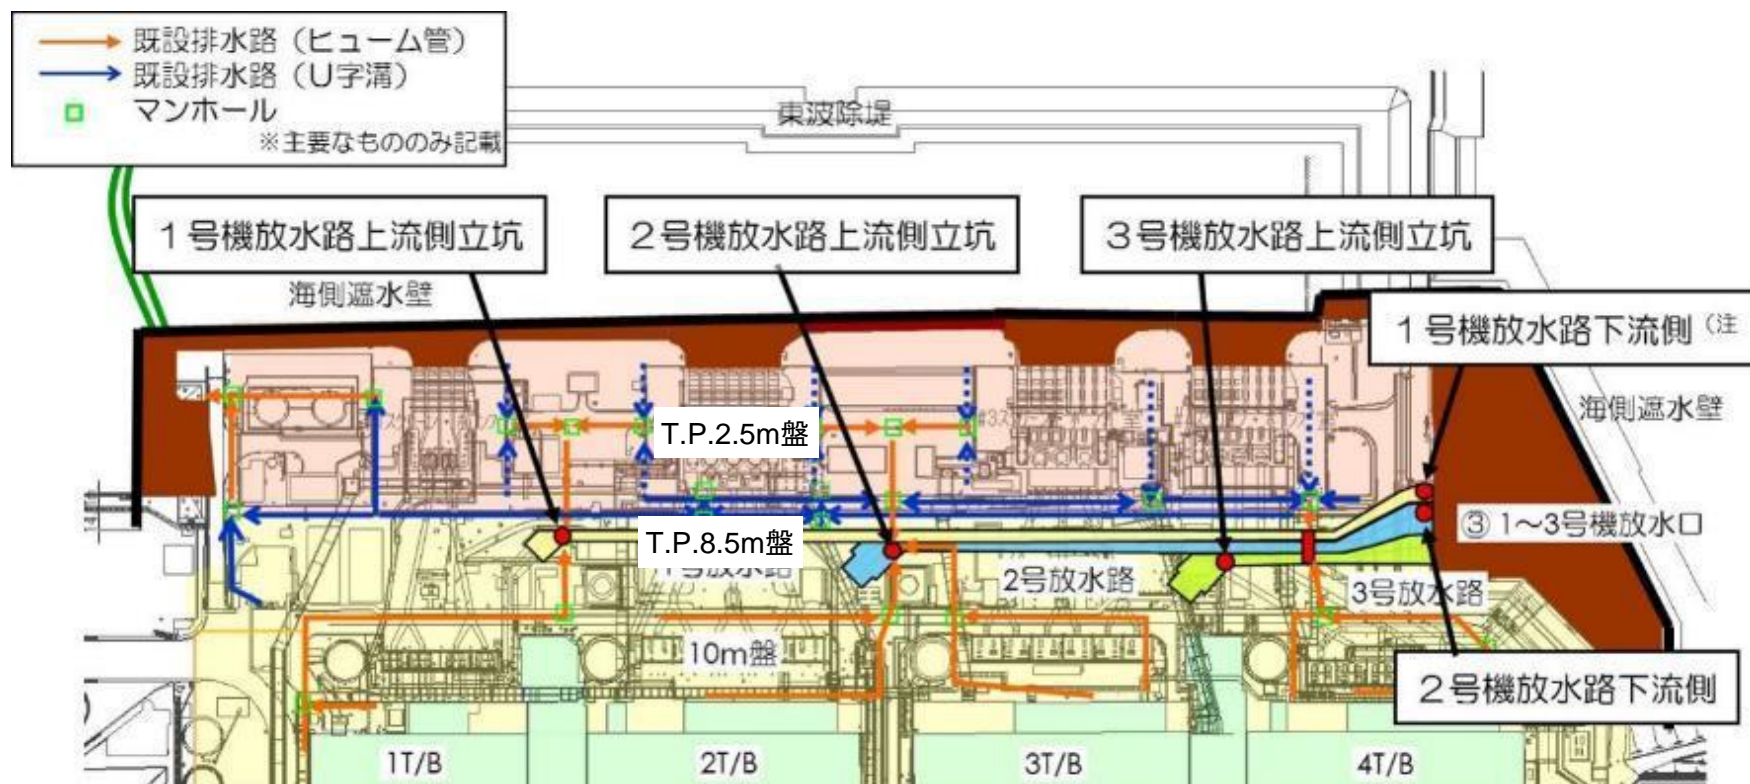 既設排水路（ヒューム管）
既設排水路（U字溝）
マンホール
※主要なもののみ記載
東波除堤
1号機放水路上流側立坑
2号機放水路上流側立坑
3号機放水路上流側立坑
海側遮水壁
1号機放水路下流側（注
海側遮水壁
T.P.2.5m盤
③1～3号機放水口
T.P.8.5m盤
1号放水路
2号放水路
3号放水路
10m盤
2号機放水路下流側
1T/B
2T/B
3T/B
4T/B